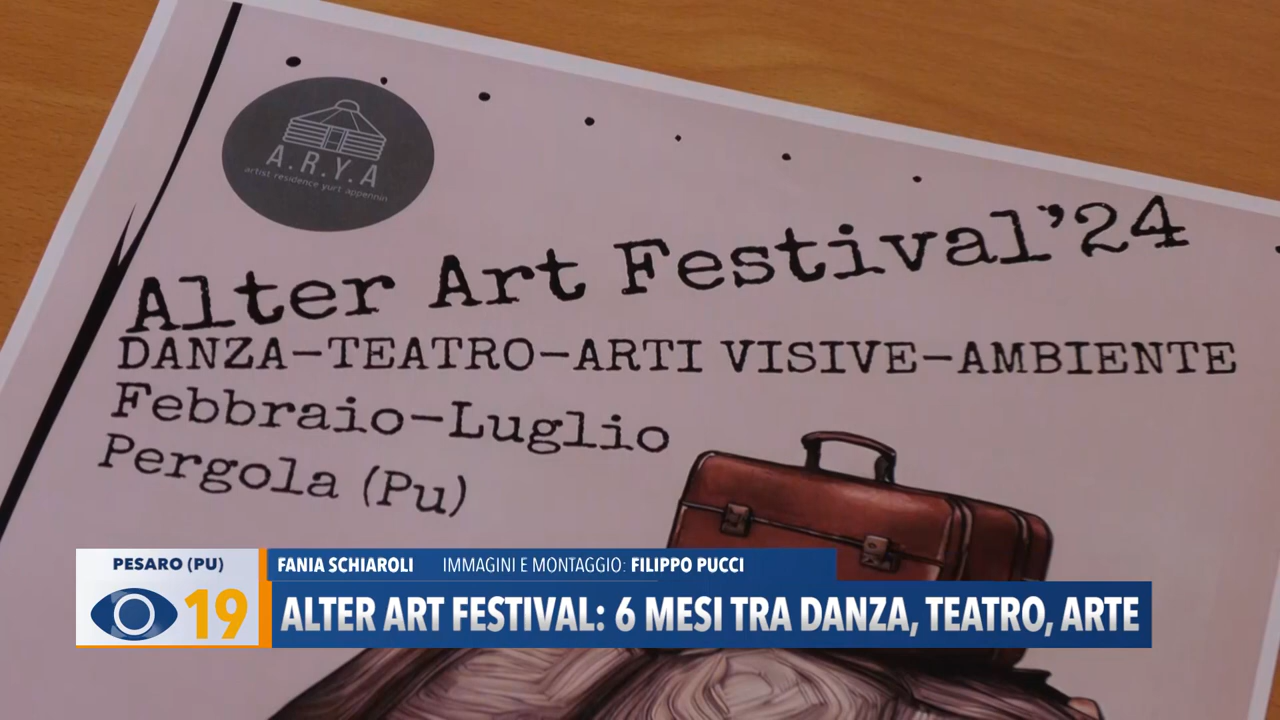 A.R.Y.A
artist residence yurt appennin
Alter Art Festival'24
DANZA-TEATRO-ARTI VISIVE-AMBIENTE
Febbraio-Luglio
Pergola (Pu)
PESARO (PU)
19
FANIA SCHIAROLI IMMAGINI E MONTAGGIO: FILIPPO PUCCI
ALTER ART FESTIVAL: 6 MESI TRA DANZA, TEATRO, ARTE